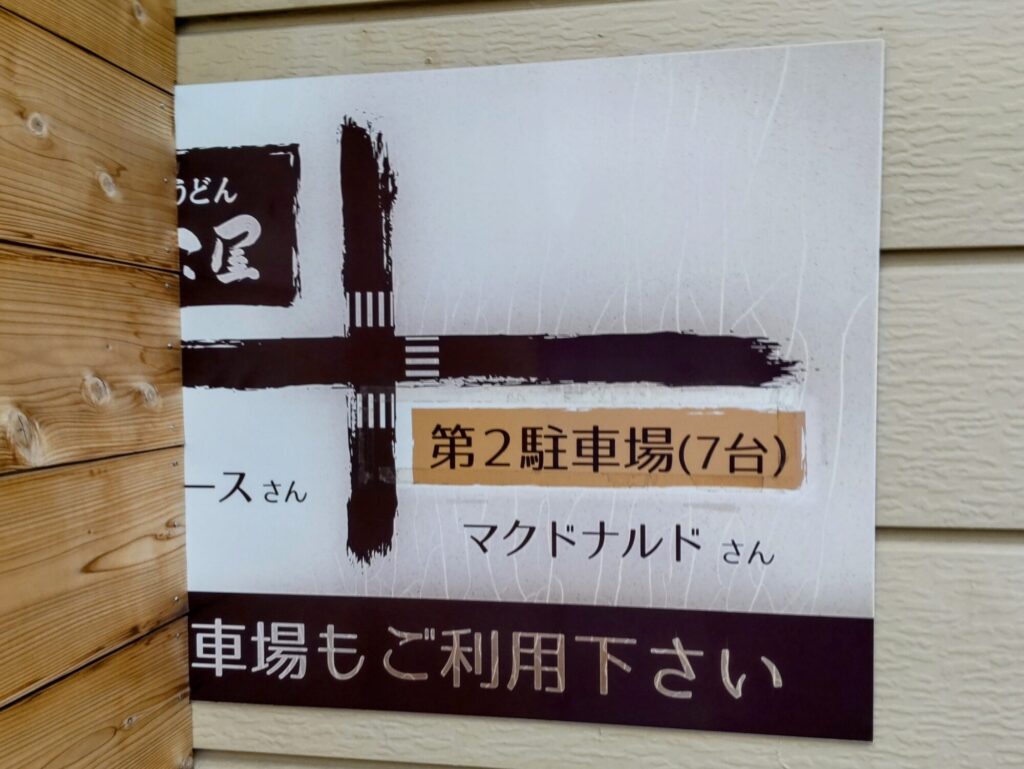 うどん
屋
第2駐車場(7台)
ースさん
マクドナルド さん
車場もご利用下さい